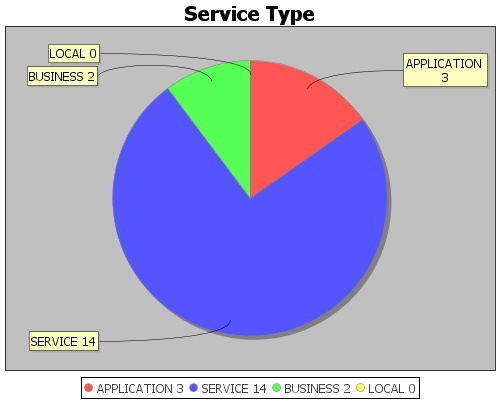 Service Type
LOCAL 0
BUSINESS 2
APPLICATION
3
SERVICE 14
APPLICATION 3 SERVICE 14 BUSINESS 2 LOCAL 0